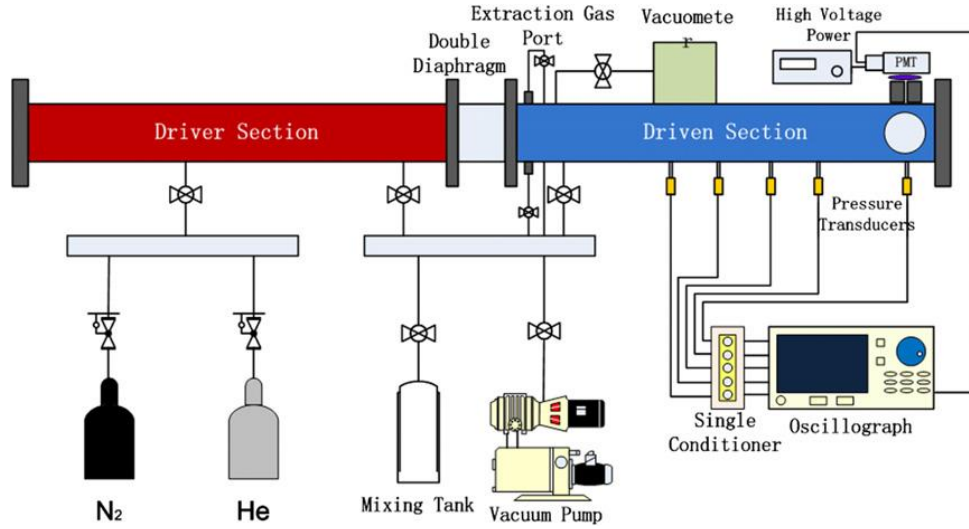 Extraction Gas
Port
Double
Diaphragm
Vacuomete
r
High Voltage
Power
PMT
Driver Section
Driven Section
Pressure
Transducers
Single
Conditioner
Oscillograph
Mixing Tank
Vacuum Pump
N₂
He